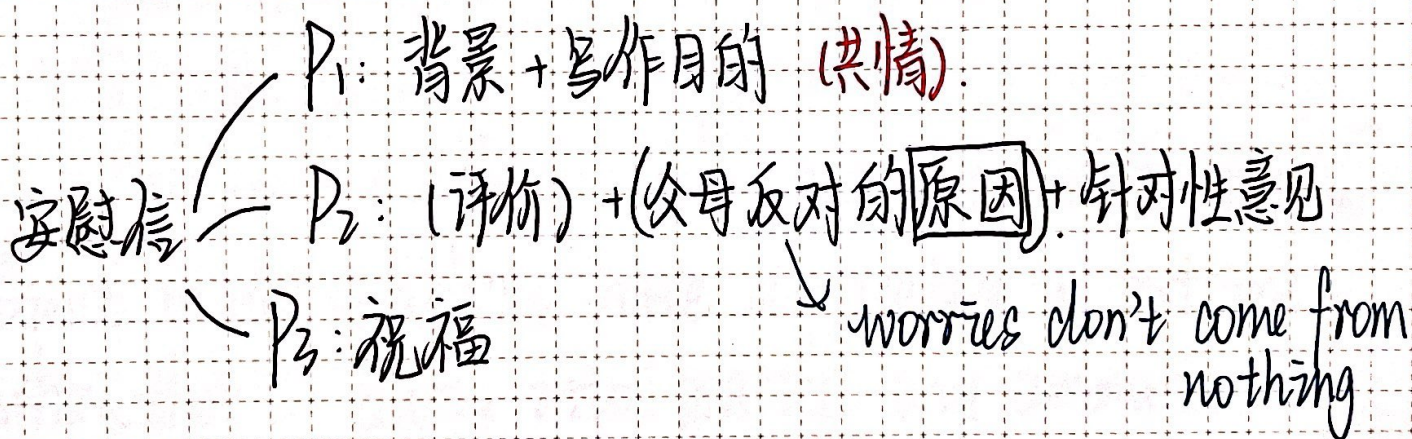 P1: 背景+写作目的 (共情).
安慰信
P2: (评价) +(父母反对的原因)+针对性意见
P3:祝福
worries don't come from
nothing